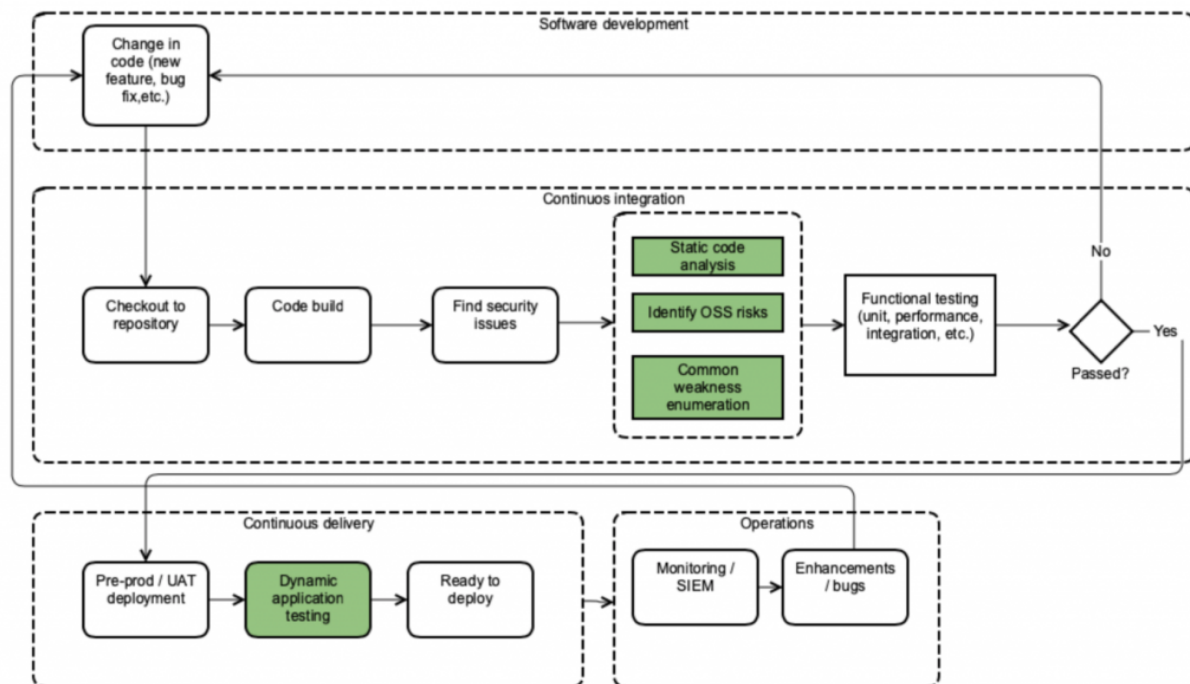 Software development
Change in
code (new
feature, bug
fix,etc.)
Continuos integration
Checkout to
repository
Code build
Find security
issues
Static code
analysis
Identify OSS risks
Common
weakness
enumeration
Functional testing
(unit, performance,
integration, etc.)
No
Yes
Passed?
Continuous delivery
Pre-prod / UAT
deployment
Dynamic
application
testing
Ready to
deploy
Operations
Monitoring /
SIEM
Enhancements
/ bugs